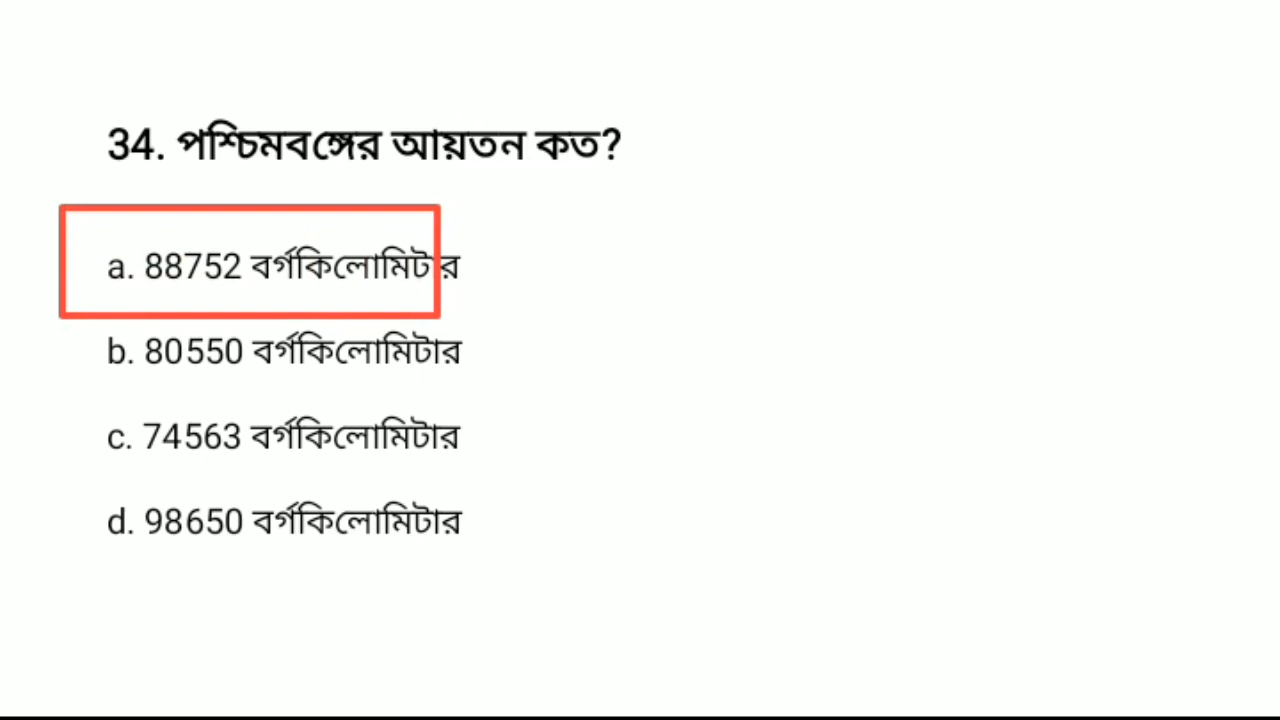 34. পশ্চিমবঙ্গের আয়তন কত?
a. 88752 বর্গকিলোমিটার
b. 80550 বর্গকিলোমিটার
c. 74563 বর্গকিলোমিটার
d. 98650 বর্গকিলোমিটার